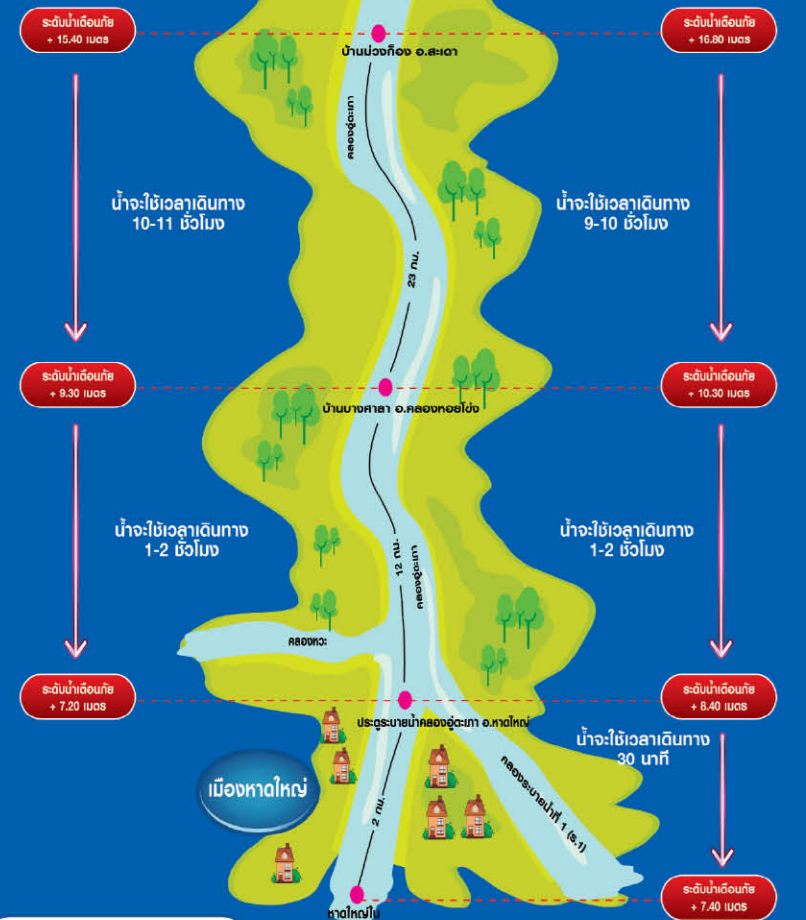 ระดับน้ำเตือนภัย
+ 15.40 เมตร
ระดับน้ำเตือนภัย
+ 16.80 เมตร
บ้านม่วงก็อง อ.สะเดา
คลองอู่ตะเภา
น้ำจะใช้เวลาเดินทาง
10-11 ชั่วโมง
น้ำจะใช้เวลาเดินทาง
9-10 ชั่วโมง
23 กม.
ระดับน้ำเตือนภัย
+ 9.30 เมตร
ระดับน้ำเตือนภัย
+ 10.30 เมตร
บ้านบางศาลา อ.คลองหอยโข่ง
น้ำจะใช้เวลาเดินทาง
1-2 ชั่วโมง
น้ำจะใช้เวลาเดินทาง
1-2 ชั่วโมง
12 กม.
คลองอู่ตะเภา
คลองหวะ
ระดับน้ำเตือนภัย
+ 7.20 เมตร
ระดับน้ำเตือนภัย
+ 8.40 เมตร
ประตูระบายน้ำคลองอู่ตะเภา อ.หาดใหญ่
น้ำจะใช้เวลาเดินทาง
30 นาที
เมืองหาดใหญ่
2 กม.
คลองระบายน้ำที่ 1 (ร.1)
ระดับน้ำเตือนภัย
+ 7.40 เมตร
หาดใหญ่ใน